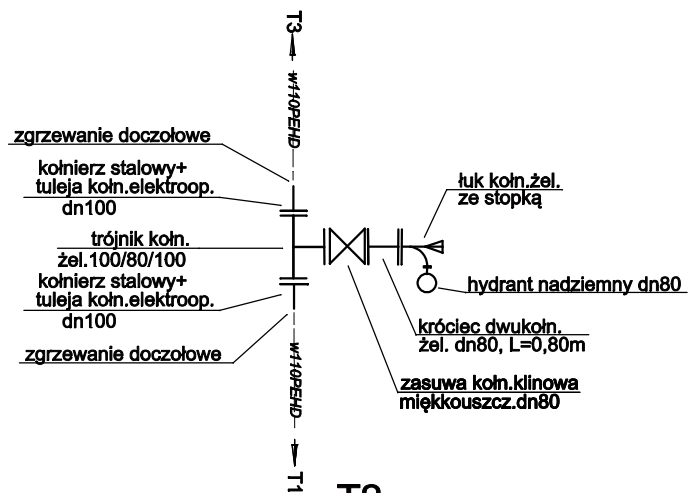 T3
w110PEHD
zgrzewanie doczołowe
kołnierz stalowy+
tuleja kołn.elektroop.
dn100
trójnik kołn.
żel.100/80/100
kołnierz stalowy+
tuleja kołn.elektroop.
dn100
zgrzewanie doczołowe
łuk kołn.żel.
ze stopką
hydrant nadziemny dn80
króciec dwukołn.
żel. dn80, L=0,80m
zasuwa kołn.klinowa
miękkouszcz.dn80
w110PEHD
T1